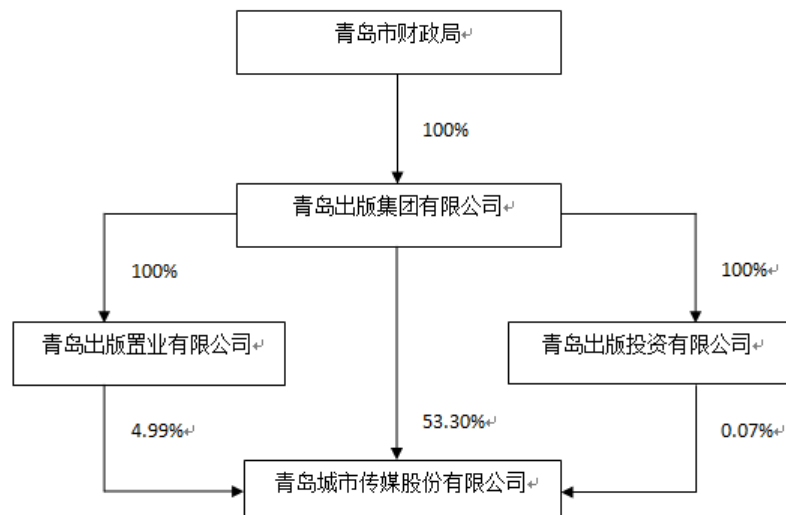 青岛市财政局
100%
青岛出版集团有限公司
100%
100%
青岛出版置业有限公司
青岛出版投资有限公司
4.99%
53.30%
0.07%
青岛城市传媒股份有限公司